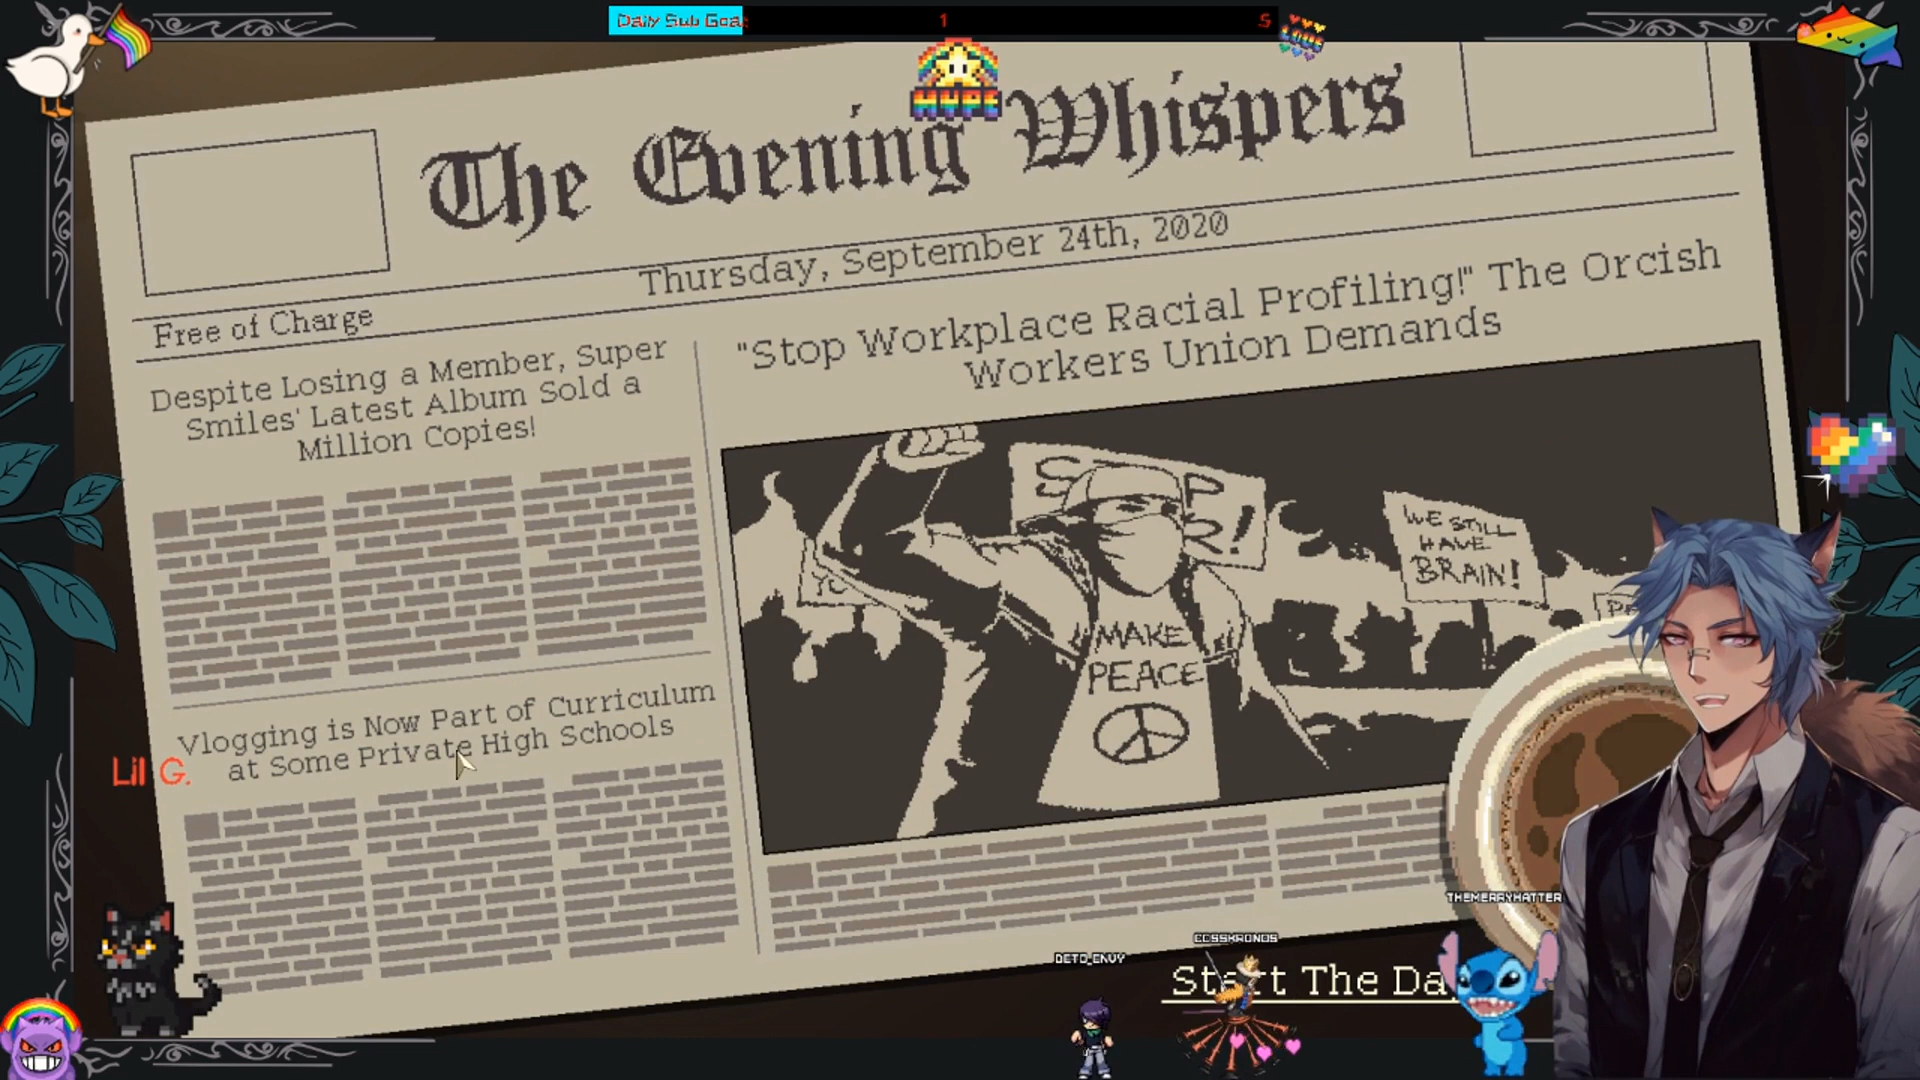 Daily Sub Goal 1 5
LOVE
HYPE
The Evening Whispers
Thursday, September 24th, 2020
Free of Charge
Despite Losing a Member, Super
Smiles' Latest Album Sold a
Million Copies!
"Stop Workplace Racial Profiling!" The Orcish
Workers Union Demands
WE STILL
HAVE
BRAIN!
MAKE
PEACE
Vlogging is Now Part of Curriculum
at Some Private High Schools
Lil G.
THEMERRYHATTER
CCSSKRONOS
DETO_ENVY
Start The Da